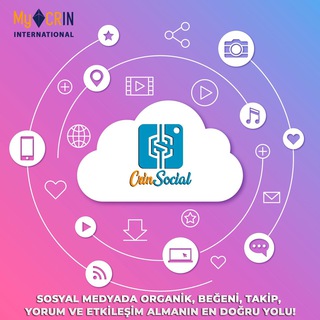 MyCRIN
INTERNATIONAL
CrinSocial
SOSYAL MEDYADA ORGANİK, BEĞENİ, TAKİP,
YORUM VE ETKİLEŞİM ALMANIN EN DOĞRU YOLU!